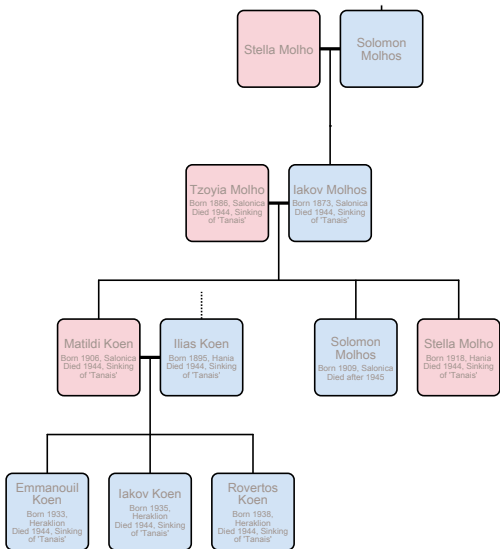 Stella Molho
Solomon
Molhos
Tzoyia Molho
Born 1886, Salonica
Died 1944, Sinking
of 'Tanais'
Iakov Molhos
Born 1873, Salonica
Died 1944, Sinking
of 'Tanais'
Matildi Koen
Born 1906, Salonica
Died 1944, Sinking
of 'Tanais'
Ilias Koen
Born 1895, Hania
Died 1944, Sinking
of 'Tanais'
Solomon
Molhos
Born 1909, Salonica
Died after 1945
Stella Molho
Born 1918, Hania
Died 1944, Sinking
of 'Tanais'
Emmanouil
Koen
Born 1933,
Heraklion
Died 1944, Sinking
of 'Tanais'
Iakov Koen
Born 1935,
Heraklion
Died 1944, Sinking
of 'Tanais'
Rovertos
Koen
Born 1938,
Heraklion
Died 1944, Sinking
of 'Tanais'